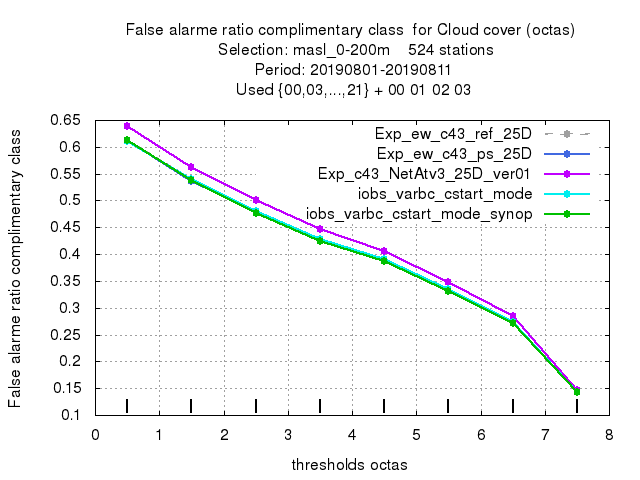 False alarme ratio complimentary class  for Cloud cover (octas)
Selection: masl_0-200m    524 stations
Period: 20190801-20190811
Used {00,03,...,21} + 00 01 02 03
False alarme ratio complimentary class
0.65
0.6
0.55
0.5
0.45
0.4
0.35
0.3
0.25
0.2
0.15
0.1
Exp_ew_c43_ref_25D
Exp_ew_c43_ps_25D
Exp_c43_NetAtv3_25D_ver01
iobs_varbc_cstart_mode
iobs_varbc_cstart_mode_synop
0 1 2 3 4 5 6 7 8
thresholds octas